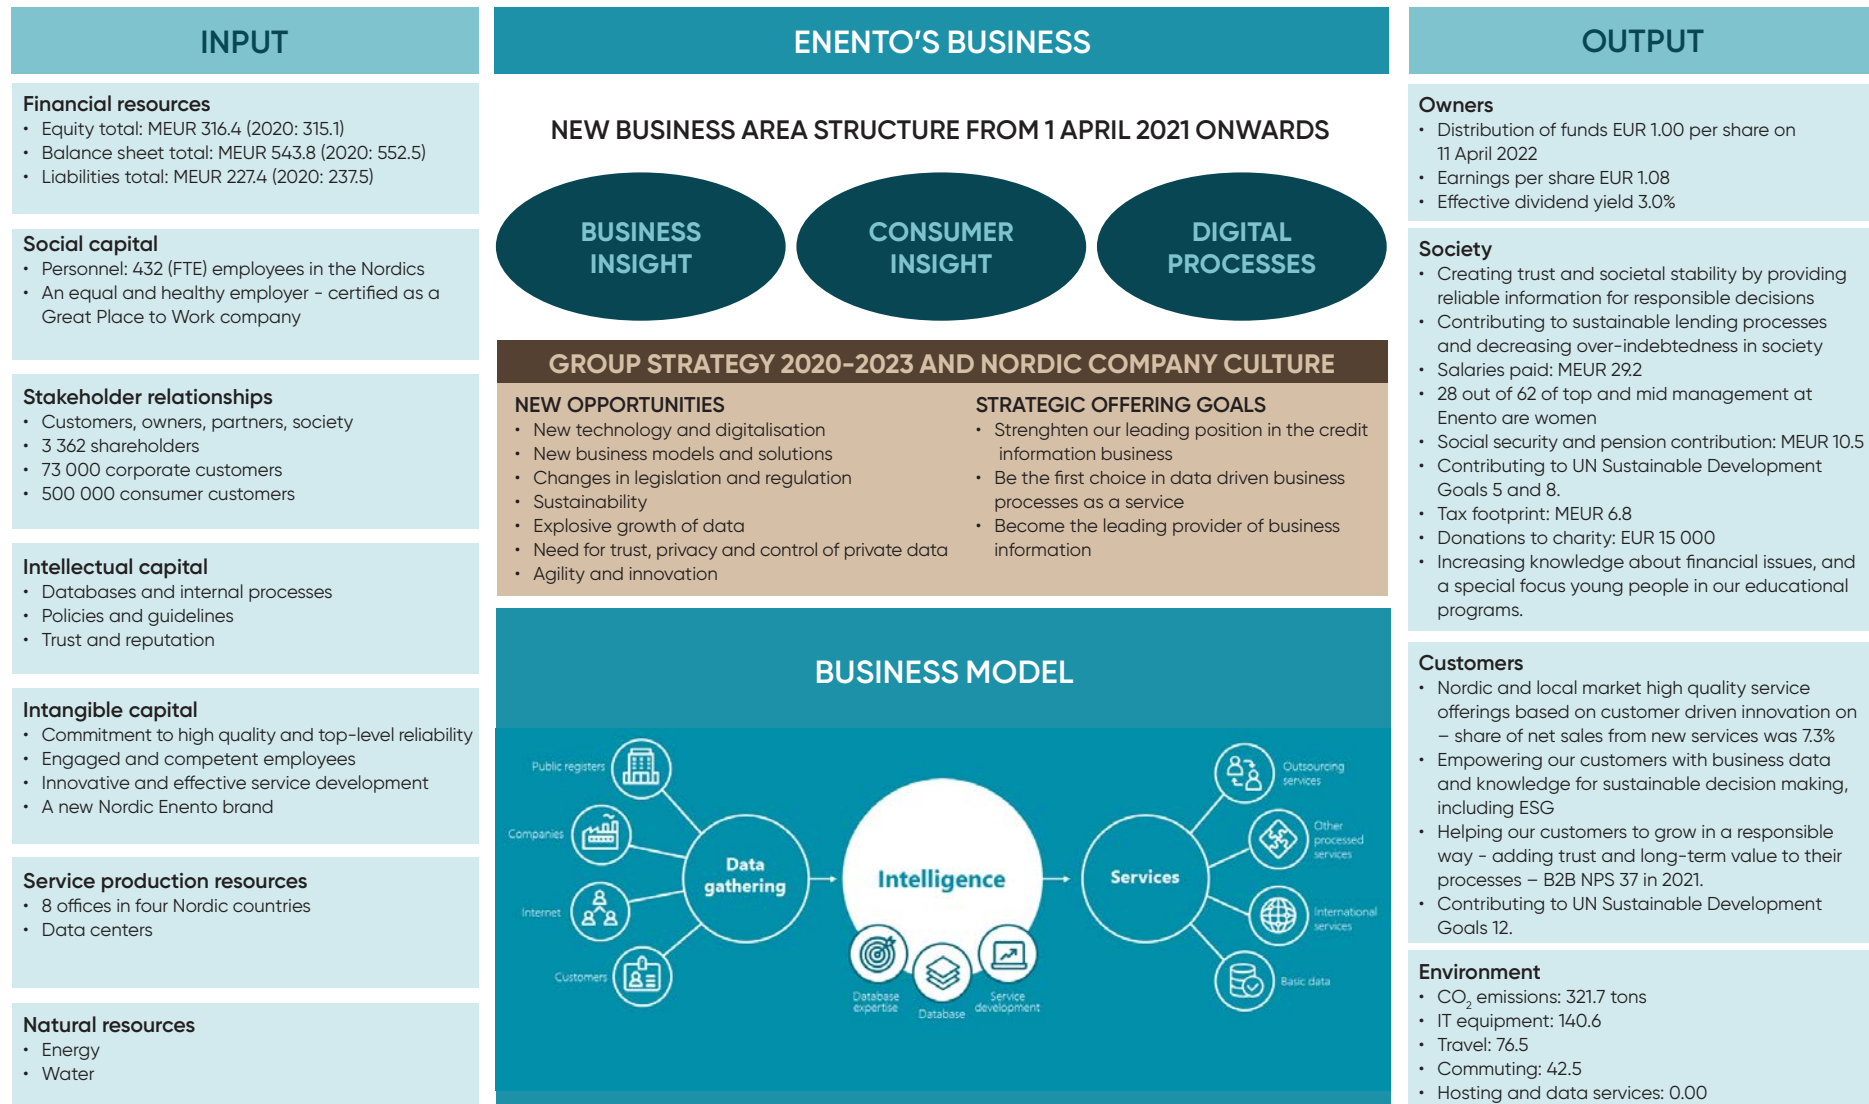 INPUT
Financial resources
• Equity total: MEUR 316.4 (2020: 315.1)
• Balance sheet total: MEUR 543.8 (2020: 552.5)
• Liabilities total: MEUR 227.4 (2020: 237.5)
Social capital
• Personnel: 432 (FTE) employees in the Nordics
• An equal and healthy employer - certified as a
Great Place to Work company
Stakeholder relationships
• Customers, owners, partners, society
• 3 362 shareholders
• 73 000 corporate customers
• 500 000 consumer customers
Intellectual capital
• Databases and internal processes
• Policies and guidelines
• Trust and reputation
Intangible capital
• Commitment to high quality and top-level reliability
• Engaged and competent employees
• Innovative and effective service development
• A new Nordic Enento brand
Service production resources
• 8 offices in four Nordic countries
• Data centers
Natural resources
• Energy
• Water
ENENTO'S BUSINESS
NEW BUSINESS AREA STRUCTURE FROM 1 APRIL 2021 ONWARDS
BUSINESS
INSIGHT
CONSUMER
INSIGHT
DIGITAL
PROCESSES
GROUP STRATEGY 2020-2023 AND NORDIC COMPANY CULTURE
NEW OPPORTUNITIES
• New technology and digitalisation
• New business models and solutions
• Changes in legislation and regulation
• Sustainability
• Explosive growth of data
• Need for trust, privacy and control of private data
• Agility and innovation
STRATEGIC OFFERING GOALS
• Strenghten our leading position in the credit
information business
• Be the first choice in data driven business
processes as a service
• Become the leading provider of business
information
BUSINESS MODEL
Public registers
Companies
Internet
Customers
Data
gathering
Intelligence
Database
expertise
Database
Service
development
Services
Outsourcing
services
Other
processed
services
International
services
Basic data
OUTPUT
Owners
• Distribution of funds EUR 1.00 per share on
11 April 2022
• Earnings per share EUR 1.08
• Effective dividend yield 3.0%
Society
• Creating trust and societal stability by providing
reliable information for responsible decisions
• Contributing to sustainable lending processes
and decreasing over-indebtedness in society
• Salaries paid: MEUR 29.2
• 28 out of 62 of top and mid management at
Enento are women
• Social security and pension contribution: MEUR 10.5
• Contributing to UN Sustainable Development
Goals 5 and 8.
• Tax footprint: MEUR 6.8
• Donations to charity: EUR 15 000
• Increasing knowledge about financial issues, and
a special focus young people in our educational
programs.
Customers
• Nordic and local market high quality service
offerings based on customer driven innovation on
– share of net sales from new services was 7.3%
• Empowering our customers with business data
and knowledge for sustainable decision making,
including ESG
• Helping our customers to grow in a responsible
way - adding trust and long-term value to their
processes – B2B NPS 37 in 2021.
• Contributing to UN Sustainable Development
Goals 12.
Environment
• CO₂ emissions: 321.7 tons
• IT equipment: 140.6
• Travel: 76.5
• Commuting: 42.5
• Hosting and data services: 0.00